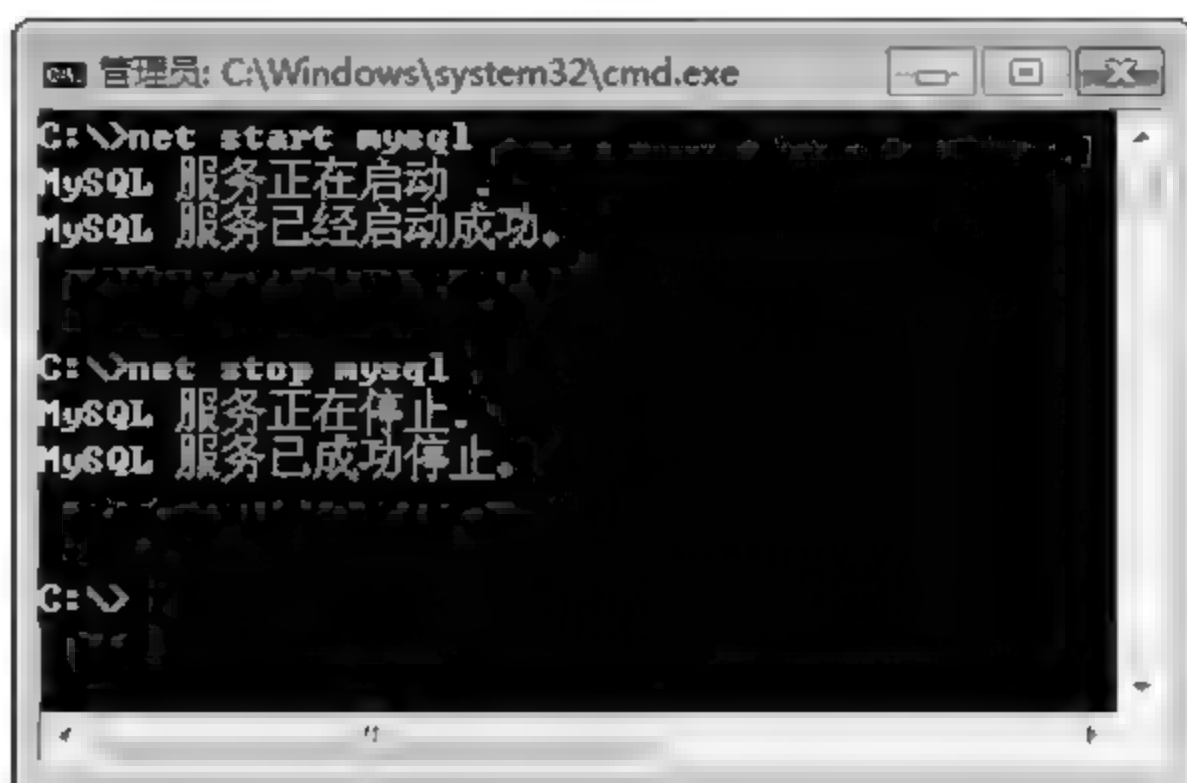 管理员: C:\Windows\system32\cmd.exe
C:\>net start mysql
MySQL 服务正在启动 .
MySQL 服务已经启动成功。
C:\>net stop mysql
MySQL 服务正在停止.
MySQL 服务已成功停止。
C:\>